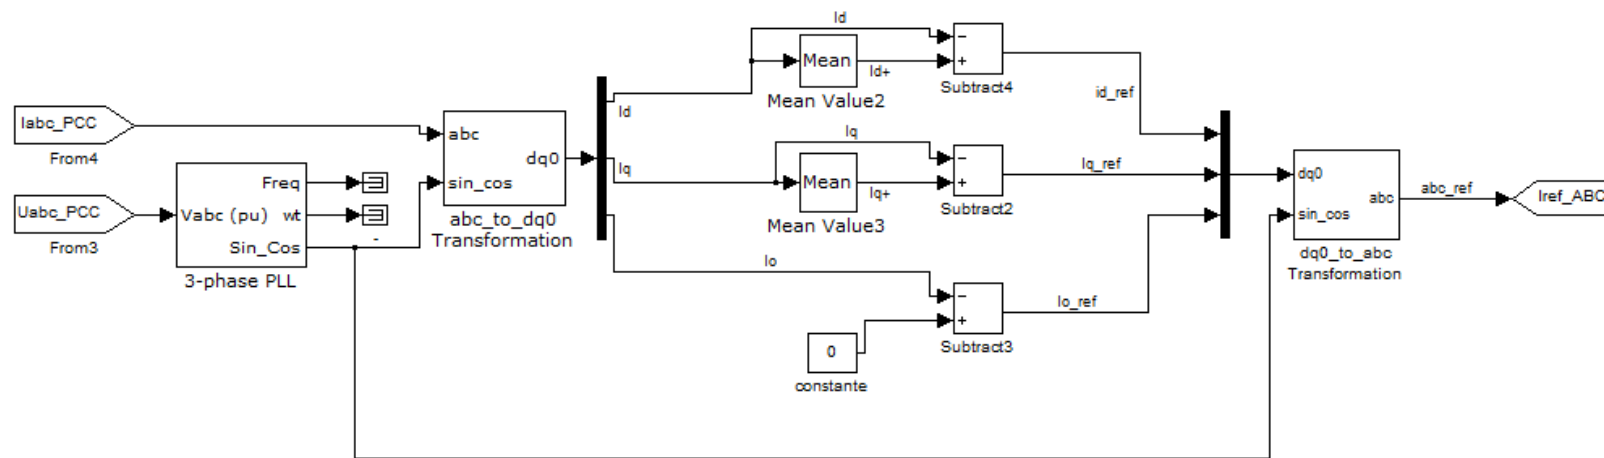 Id
Mean
Id+
Mean Value2
−
+
Subtract4
id_ref
Iabc_PCC
From4
abc
dq0
sin_cos
abc_to_dq0
Transformation
Id
Iq
Iq
Mean
Iq+
Mean Value3
−
+
Subtract2
Iq_ref
Uabc_PCC
From3
Freq
Vabc (pu)
wt
Sin_Cos
3-phase PLL
-
Io
−
+
Subtract3
Io_ref
0
constante
dq0
abc
sin_cos
dq0_to_abc
Transformation
abc_ref
Iref_ABC